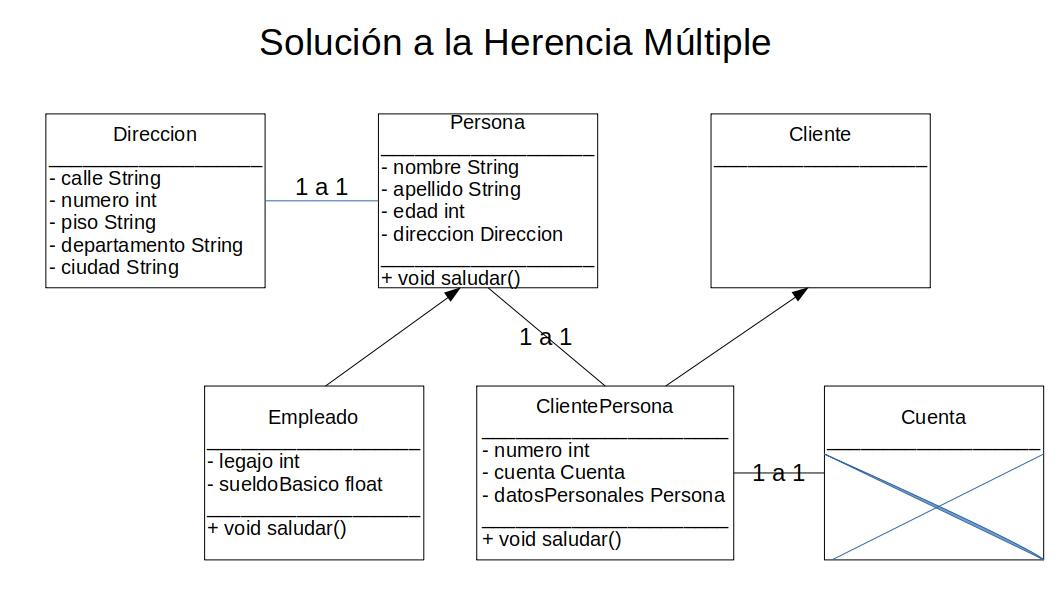 Solución a la Herencia Múltiple
Direccion
- calle String
- numero int
- piso String
- departamento String
- ciudad String
1 a 1
Persona
- nombre String
- apellido String
- edad int
- direccion Direccion
+ void saludar()
Cliente
1 a 1
Empleado
- legajo int
- sueldoBasico float
+ void saludar()
ClientePersona
- numero int
- cuenta Cuenta
- datosPersonales Persona
+ void saludar()
1 a 1
Cuenta